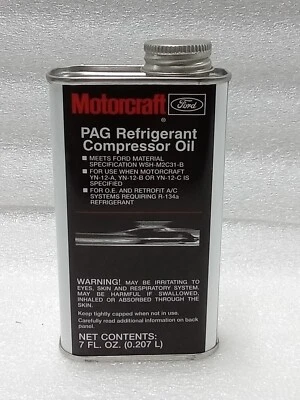 Motorcraft®
Ford
PAG Refrigerant
Compressor Oil
■ MEETS FORD MATERIAL
SPECIFICATION WSH-M2C31-B
■ FOR USE WHEN MOTORCRAFT
YN-12-A, YN-12-B OR YN-12-C IS
SPECIFIED
■ FOR O.E. AND RETROFIT A/C
SYSTEMS REQUIRING R-134a
REFRIGERANT
WARNING! MAY BE IRRITATING TO
EYES, SKIN AND RESPIRATORY SYSTEM.
MAY BE HARMFUL IF SWALLOWED,
INHALED OR ABSORBED THROUGH THE
SKIN.
Keep tightly capped when not in use.
Carefully read additional information on back
panel.
NET CONTENTS:
7 FL. OZ. (0.207 L)